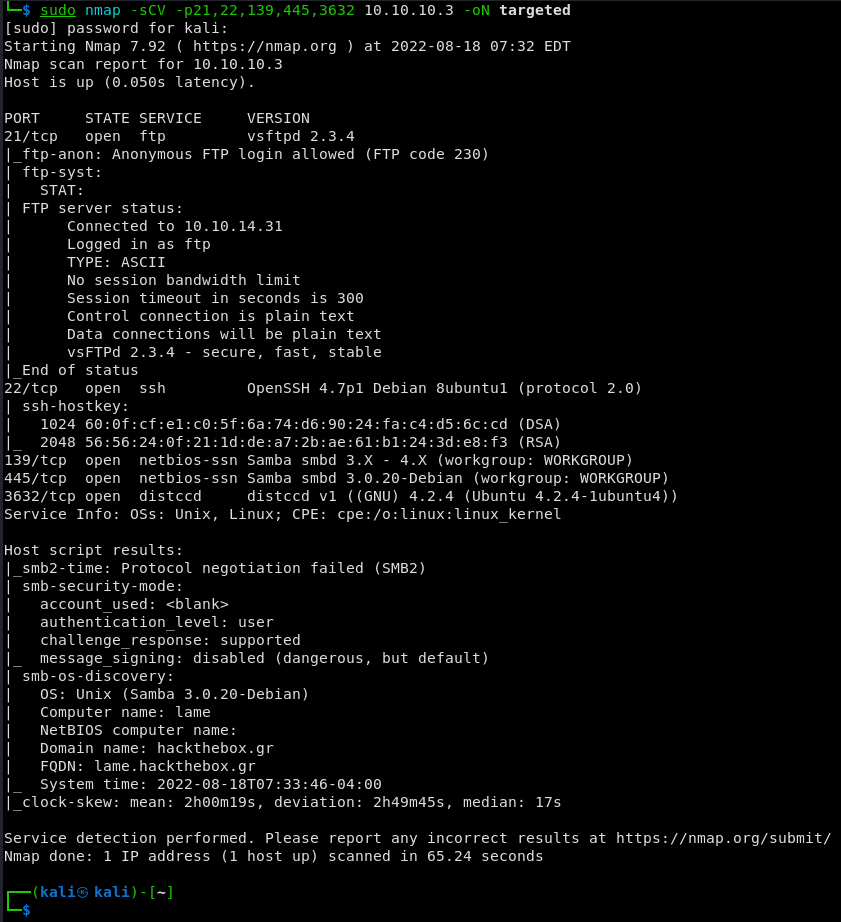 └─$ sudo nmap -sCV -p21,22,139,445,3632 10.10.10.3 -oN targeted
[sudo] password for kali:
Starting Nmap 7.92 ( https://nmap.org ) at 2022-08-18 07:32 EDT
Nmap scan report for 10.10.10.3
Host is up (0.050s latency).

PORT     STATE SERVICE     VERSION
21/tcp   open  ftp         vsftpd 2.3.4
|_ftp-anon: Anonymous FTP login allowed (FTP code 230)
| ftp-syst:
|   STAT:
| FTP server status:
|      Connected to 10.10.14.31
|      Logged in as ftp
|      TYPE: ASCII
|      No session bandwidth limit
|      Session timeout in seconds is 300
|      Control connection is plain text
|      Data connections will be plain text
|      vsFTPd 2.3.4 - secure, fast, stable
|_End of status
22/tcp   open  ssh         OpenSSH 4.7p1 Debian 8ubuntu1 (protocol 2.0)
| ssh-hostkey:
|   1024 60:0f:cf:e1:c0:5f:6a:74:d6:90:24:fa:c4:d5:6c:cd (DSA)
|_  2048 56:56:24:0f:21:1d:de:a7:2b:ae:61:b1:24:3d:e8:f3 (RSA)
139/tcp  open  netbios-ssn Samba smbd 3.X - 4.X (workgroup: WORKGROUP)
445/tcp  open  netbios-ssn Samba smbd 3.0.20-Debian (workgroup: WORKGROUP)
3632/tcp open  distccd     distccd v1 ((GNU) 4.2.4 (Ubuntu 4.2.4-1ubuntu4))
Service Info: OSs: Unix, Linux; CPE: cpe:/o:linux:linux_kernel

Host script results:
|_smb2-time: Protocol negotiation failed (SMB2)
| smb-security-mode:
|   account_used: <blank>
|   authentication_level: user
|   challenge_response: supported
|_  message_signing: disabled (dangerous, but default)
| smb-os-discovery:
|   OS: Unix (Samba 3.0.20-Debian)
|   Computer name: lame
|   NetBIOS computer name:
|   Domain name: hackthebox.gr
|   FQDN: lame.hackthebox.gr
|_  System time: 2022-08-18T07:33:46-04:00
|_clock-skew: mean: 2h00m19s, deviation: 2h49m45s, median: 17s

Service detection performed. Please report any incorrect results at https://nmap.org/submit/
Nmap done: 1 IP address (1 host up) scanned in 65.24 seconds

┌──(kali㉿kali)-[~]
└─$